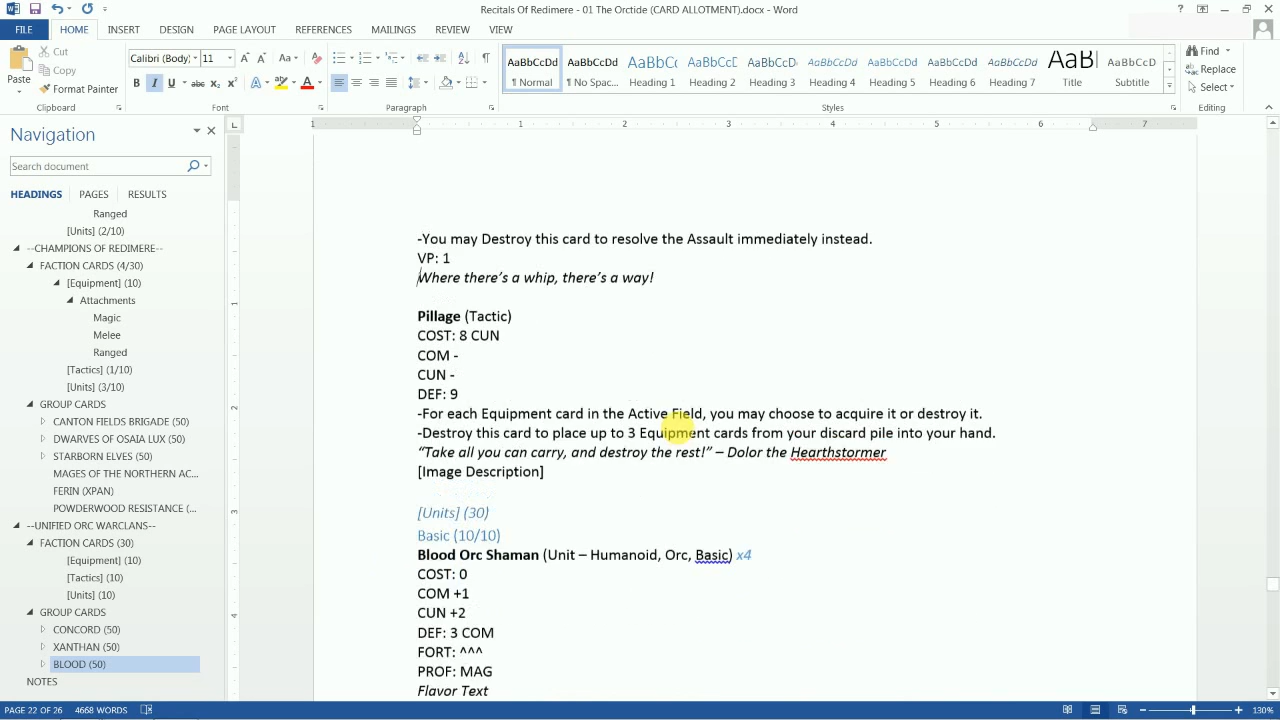 Recitals Of Redimere - 01 The Orctide (CARD ALLOTMENT).docx - Word
FILE HOME INSERT DESIGN PAGE LAYOUT REFERENCES MAILINGS REVIEW VIEW
Paste
Cut
Copy
Format Painter
Clipboard
Calibri (Body) 11
Font
Paragraph
AaBbCcDd AaBbCcDd AaBbCc AaBbCcC AaBbCcD AaBbCcDd AaBbCcDd AaBbCcDd AaBbCcDd AaBl AaBbCcD
¶ Normal ¶ No Spac... Heading 1 Heading 2 Heading 3 Heading 4 Heading 5 Heading 6 Heading 7 Title Subtitle
Styles
Find
Replace
Select
Editing
Navigation
Search document
HEADINGS PAGES RESULTS
Ranged
[Units] (2/10)
--CHAMPIONS OF REDIMERE--
FACTION CARDS (4/30)
[Equipment] (10)
Attachments
Magic
Melee
Ranged
[Tactics] (1/10)
[Units] (3/10)
GROUP CARDS
CANTON FIELDS BRIGADE (50)
DWARVES OF OSAIA LUX (50)
STARBORN ELVES (50)
MAGES OF THE NORTHERN AC...
FERIN (XPAN)
POWDERWOOD RESISTANCE (...
--UNIFIED ORC WARCLANS--
FACTION CARDS (30)
[Equipment] (10)
[Tactics] (10)
[Units] (10)
GROUP CARDS
CONCORD (50)
XANTHAN (50)
BLOOD (50)
NOTES
1 1 2 3 4 5 6 7
-You may Destroy this card to resolve the Assault immediately instead.
VP: 1
Where there’s a whip, there’s a way!
Pillage (Tactic)
COST: 8 CUN
COM -
CUN -
DEF: 9
-For each Equipment card in the Active Field, you may choose to acquire it or destroy it.
-Destroy this card to place up to 3 Equipment cards from your discard pile into your hand.
“Take all you can carry, and destroy the rest!” – Dolor the Hearthstormer
[Image Description]
[Units] (30)
Basic (10/10)
Blood Orc Shaman (Unit – Humanoid, Orc, Basic) x4
COST: 0
COM +1
CUN +2
DEF: 3 COM
FORT: ^^^
PROF: MAG
Flavor Text
PAGE 22 OF 26 4668 WORDS 130%